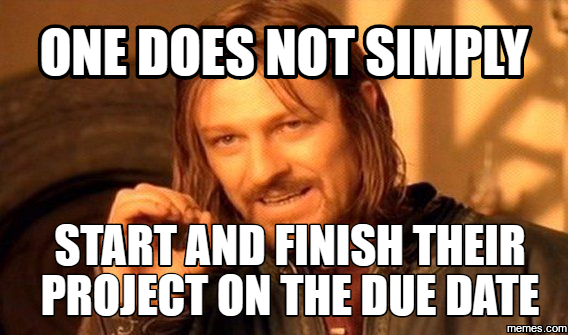 ONE DOES NOT SIMPLY
START AND FINISH THEIR
PROJECT ON THE DUE DATE
memes.com